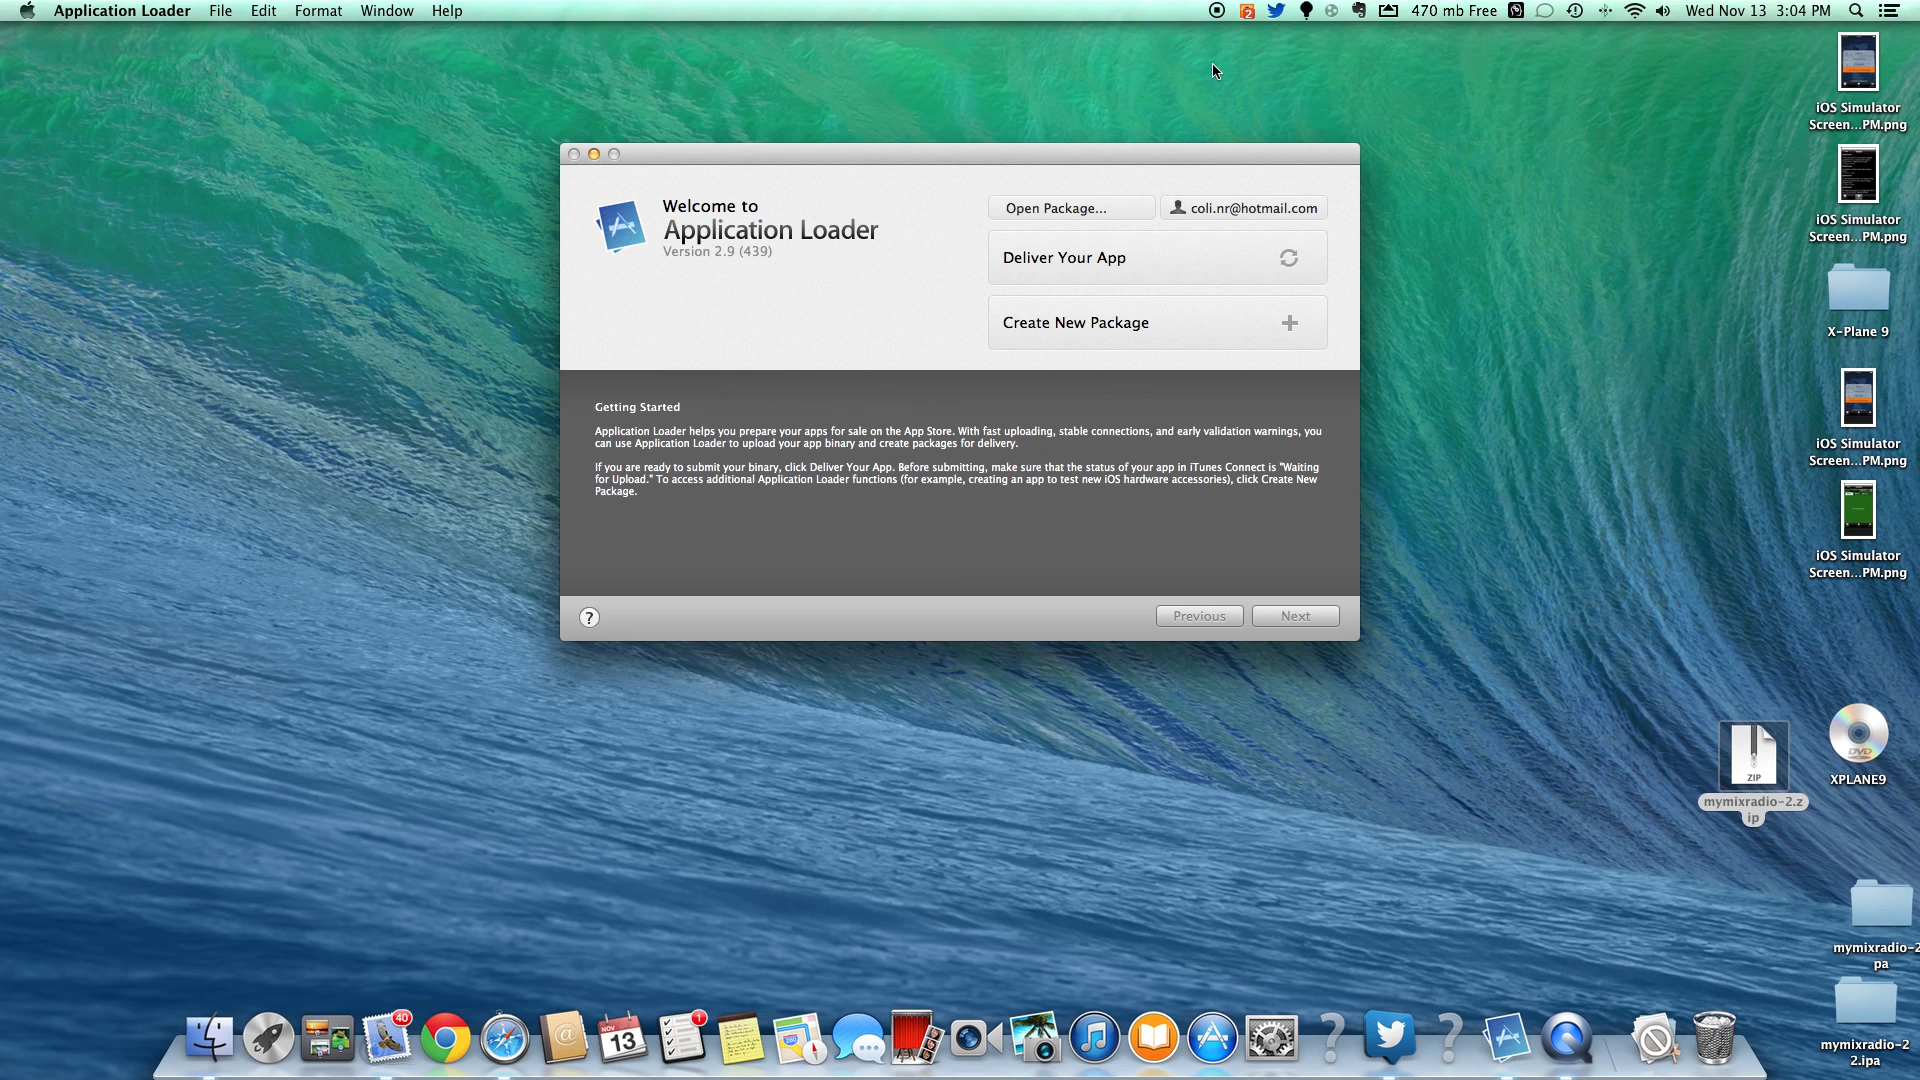 Application Loader File Edit Format Window Help
2 470 mb Free Wed Nov 13 3:04 PM
iOS Simulator
Screen...PM.png
iOS Simulator
Screen...PM.png
X-Plane 9
iOS Simulator
Screen...PM.png
iOS Simulator
Screen...PM.png
Welcome to
Application Loader
Version 2.9 (439)
Open Package...
coli.nr@hotmail.com
Deliver Your App
Create New Package
Getting Started
Application Loader helps you prepare your apps for sale on the App Store. With fast uploading, stable connections, and early validation warnings, you
can use Application Loader to upload your app binary and create packages for delivery.
If you are ready to submit your binary, click Deliver Your App. Before submitting, make sure that the status of your app in iTunes Connect is "Waiting
for Upload." To access additional Application Loader functions (for example, creating an app to test new iOS hardware accessories), click Create New
Package.
?
Previous Next
ZIP
mymixradio-2.z
ip
DVD
XPLANE9
mymixradio-2
pa
mymixradio-2
2.ipa
40
NOV
13
1
280